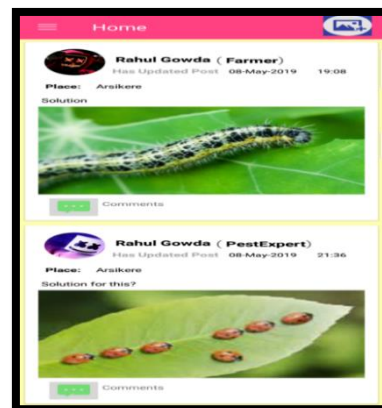 Home
Rahul Gowda ( Farmer)
Has Updated Post 08-May-2019 19:08
Place: Arsikere
Solution
Comments
Rahul Gowda ( PestExpert)
Has Updated Post 08-May-2019 21:36
Place: Arsikere
Solution for this?
Comments